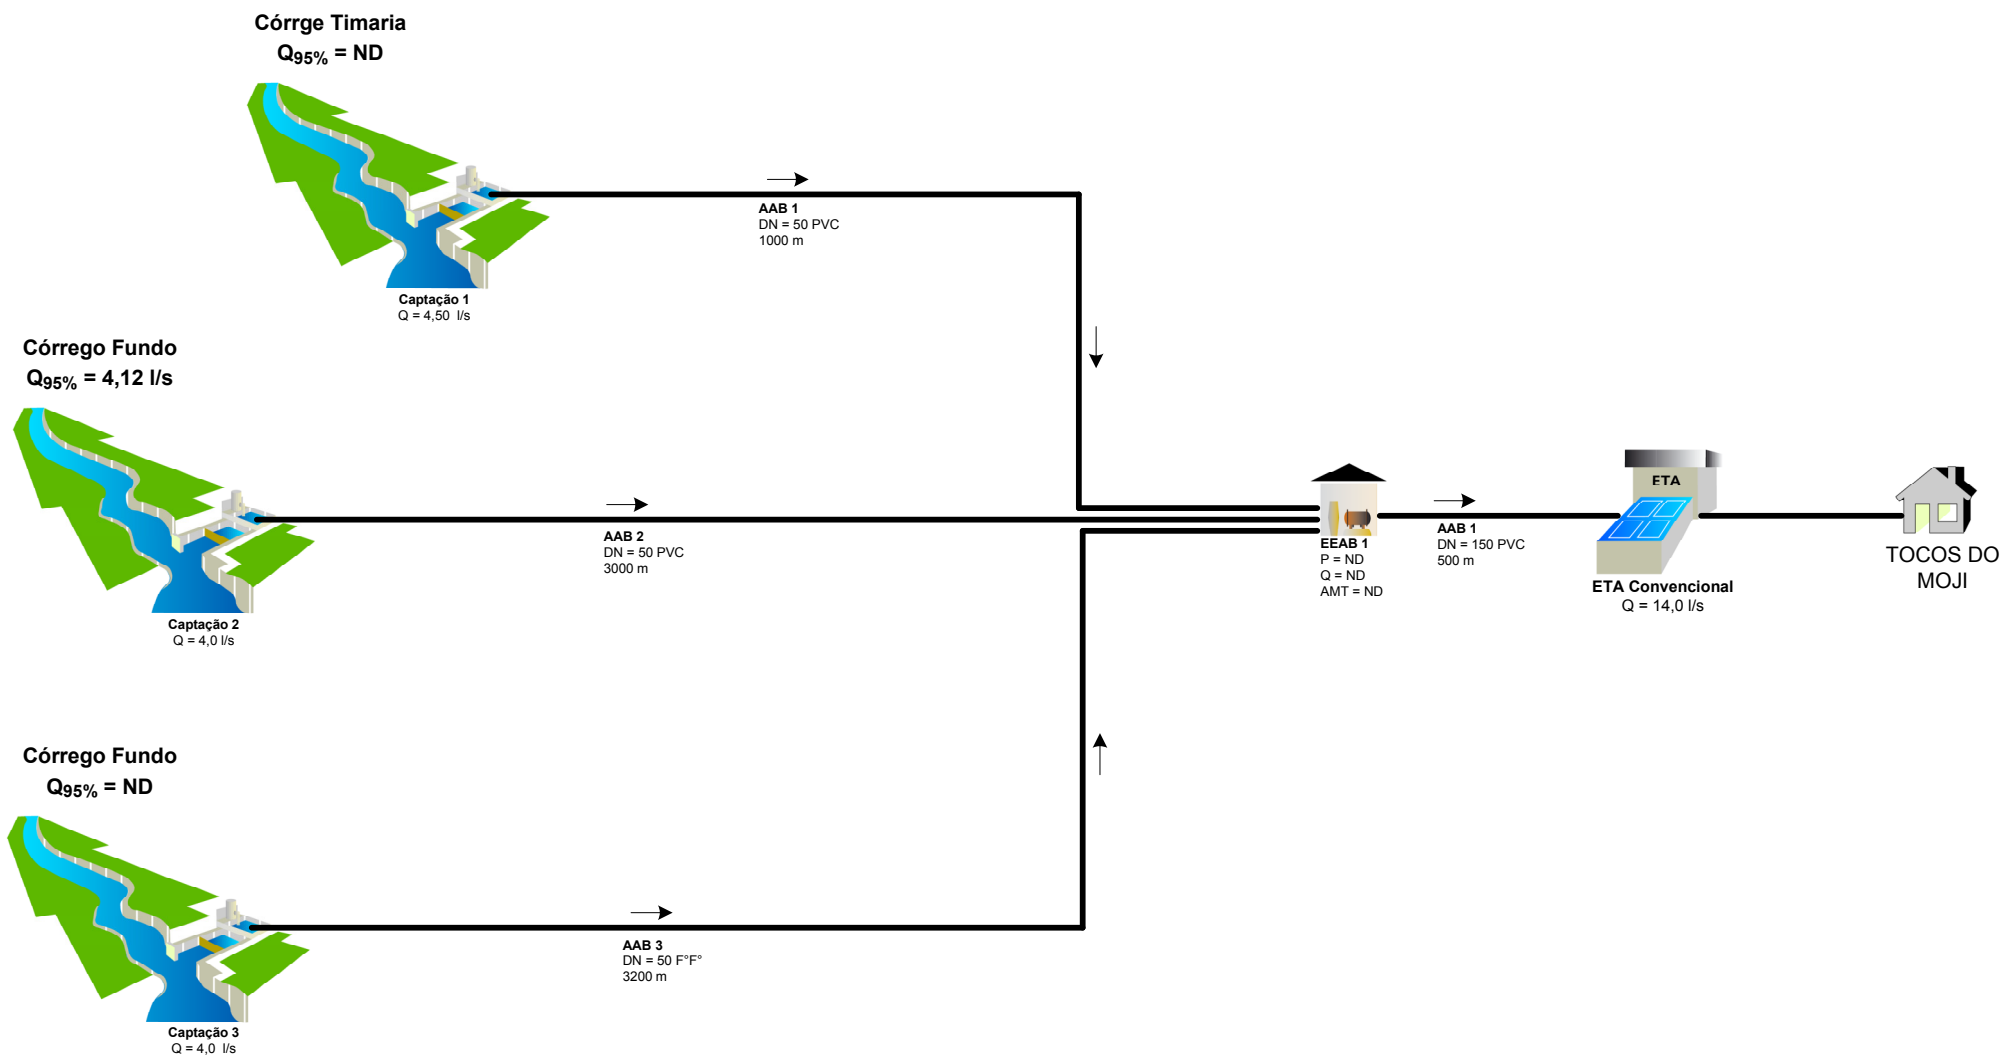 Córrge Timaria
Q95% = ND
AAB 1
DN = 50 PVC
1000 m
Captação 1
Q = 4,50 l/s
Córrego Fundo
Q95% = 4,12 l/s
AAB 2
DN = 50 PVC
3000 m
Captação 2
Q = 4,0 l/s
EEAB 1
P = ND
Q = ND
AMT = ND
AAB 1
DN = 150 PVC
500 m
ETA
ETA Convencional
Q = 14,0 l/s
TOCOS DO
MOJI
Córrego Fundo
Q95% = ND
AAB 3
DN = 50 F°F°
3200 m
Captação 3
Q = 4,0 l/s